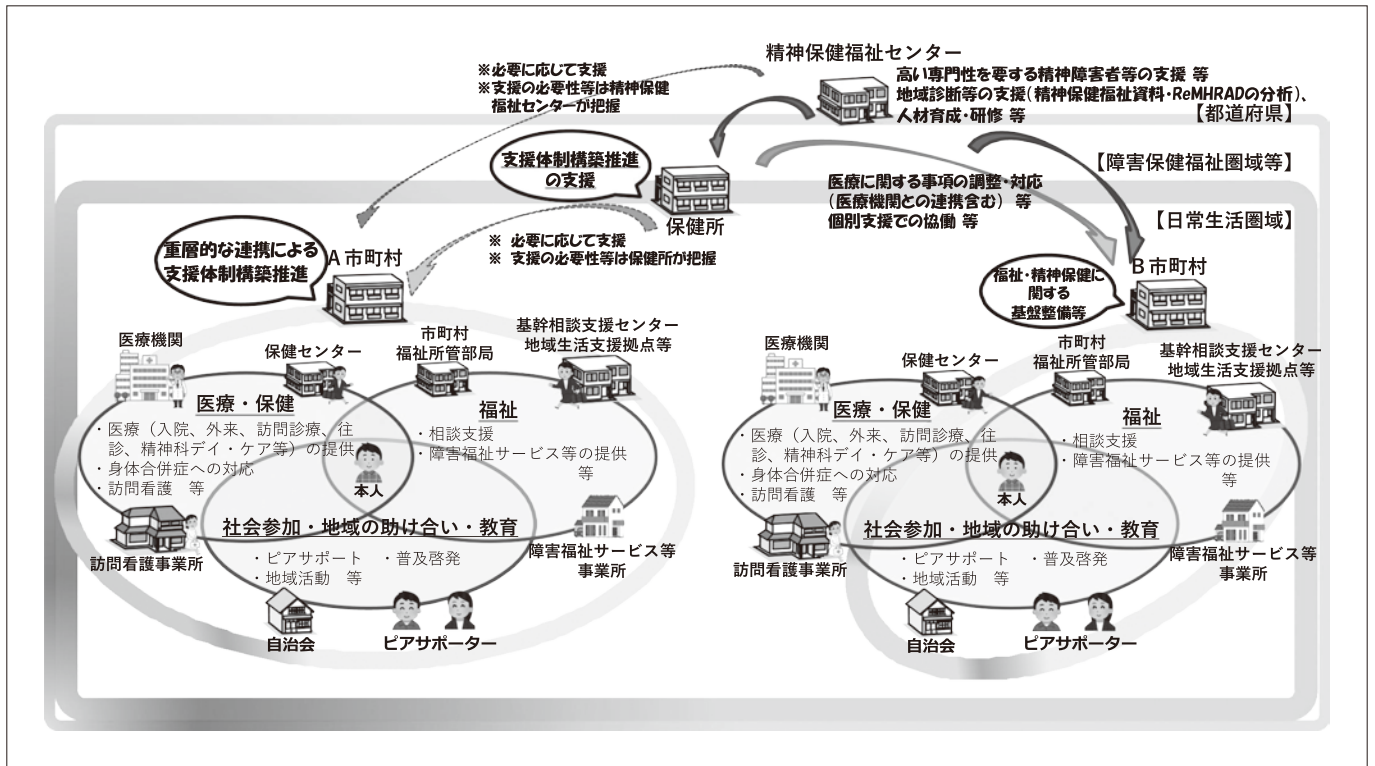 精神保健福祉センター
高い専門性を要する精神障害者等の支援 等
地域診断等の支援(精神保健福祉資料・ReMHRADの分析)、
人材育成・研修 等
【都道府県】
※必要に応じて支援
※支援の必要性等は精神保健
福祉センターが把握
支援体制構築推進
の支援
保健所
【障害保健福祉圏域等】
医療に関する事項の調整・対応
(医療機関との連携含む) 等
個別支援での協働 等
【日常生活圏域】
※ 必要に応じて支援
※ 支援の必要性等は保健所が把握
重層的な連携による
支援体制構築推進
A市町村
福祉・精神保健に
関する
基盤整備等
B市町村
医療機関
保健センター
市町村
福祉所管部局
基幹相談支援センター
地域生活支援拠点等
医療・保健
・医療（入院、外来、訪問診療、往
診、精神科デイ・ケア等）の提供
・身体合併症への対応
・訪問看護 等
福祉
・相談支援
・障害福祉サービス等の提供
等
本人
社会参加・地域の助け合い・教育
・ピアサポート ・普及啓発
・地域活動 等
訪問看護事業所
障害福祉サービス等
事業所
自治会
ピアサポーター
医療機関
保健センター
市町村
福祉所管部局
基幹相談支援センター
地域生活支援拠点等
医療・保健
・医療（入院、外来、訪問診療、往
診、精神科デイ・ケア等）の提供
・身体合併症への対応
・訪問看護 等
福祉
・相談支援
・障害福祉サービス等の提供
等
本人
社会参加・地域の助け合い・教育
・ピアサポート ・普及啓発
・地域活動 等
訪問看護事業所
障害福祉サービス等
事業所
自治会
ピアサポーター